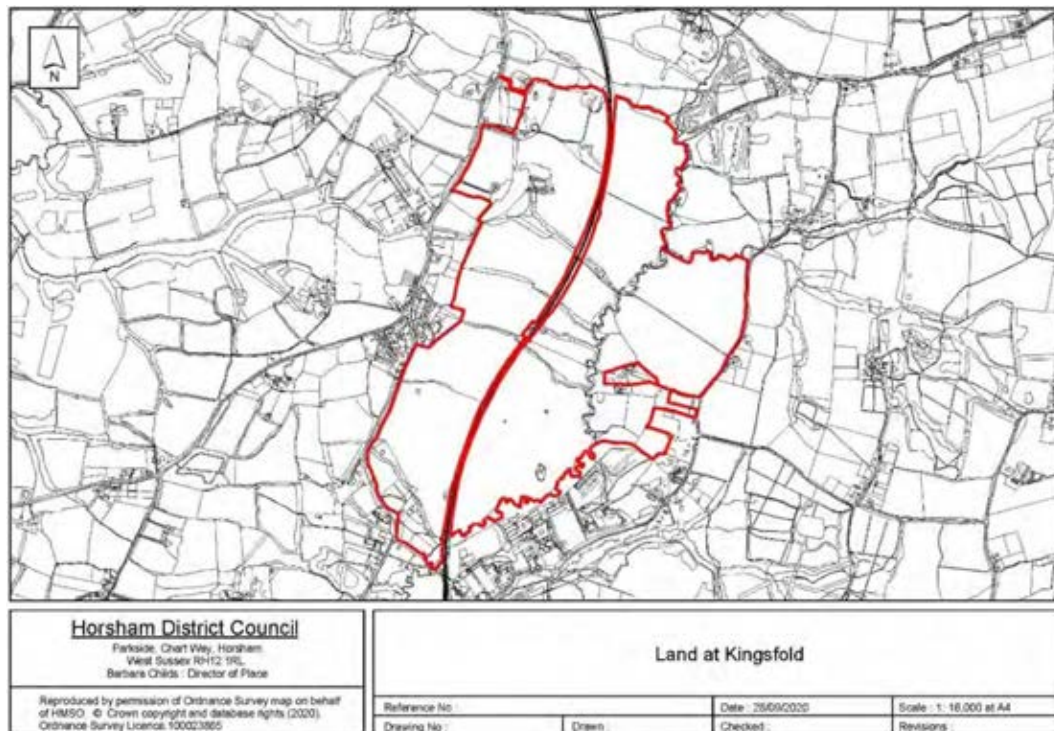 N
Horsham District Council
Parkside, Chart Way, Horsham
West Sussex RH12 1RL
Barbara Childs : Director of Place
Reproduced by permission of Ordnance Survey map on behalf
of HMSO. © Crown copyright and database rights (2020).
Ordnance Survey Licence.100023865
Land at Kingsfold
Reference No :
Date : 28/09/2020
Scale : 1: 16,000 at A4
Drawing No :
Drawn :
Checked :
Revisions :